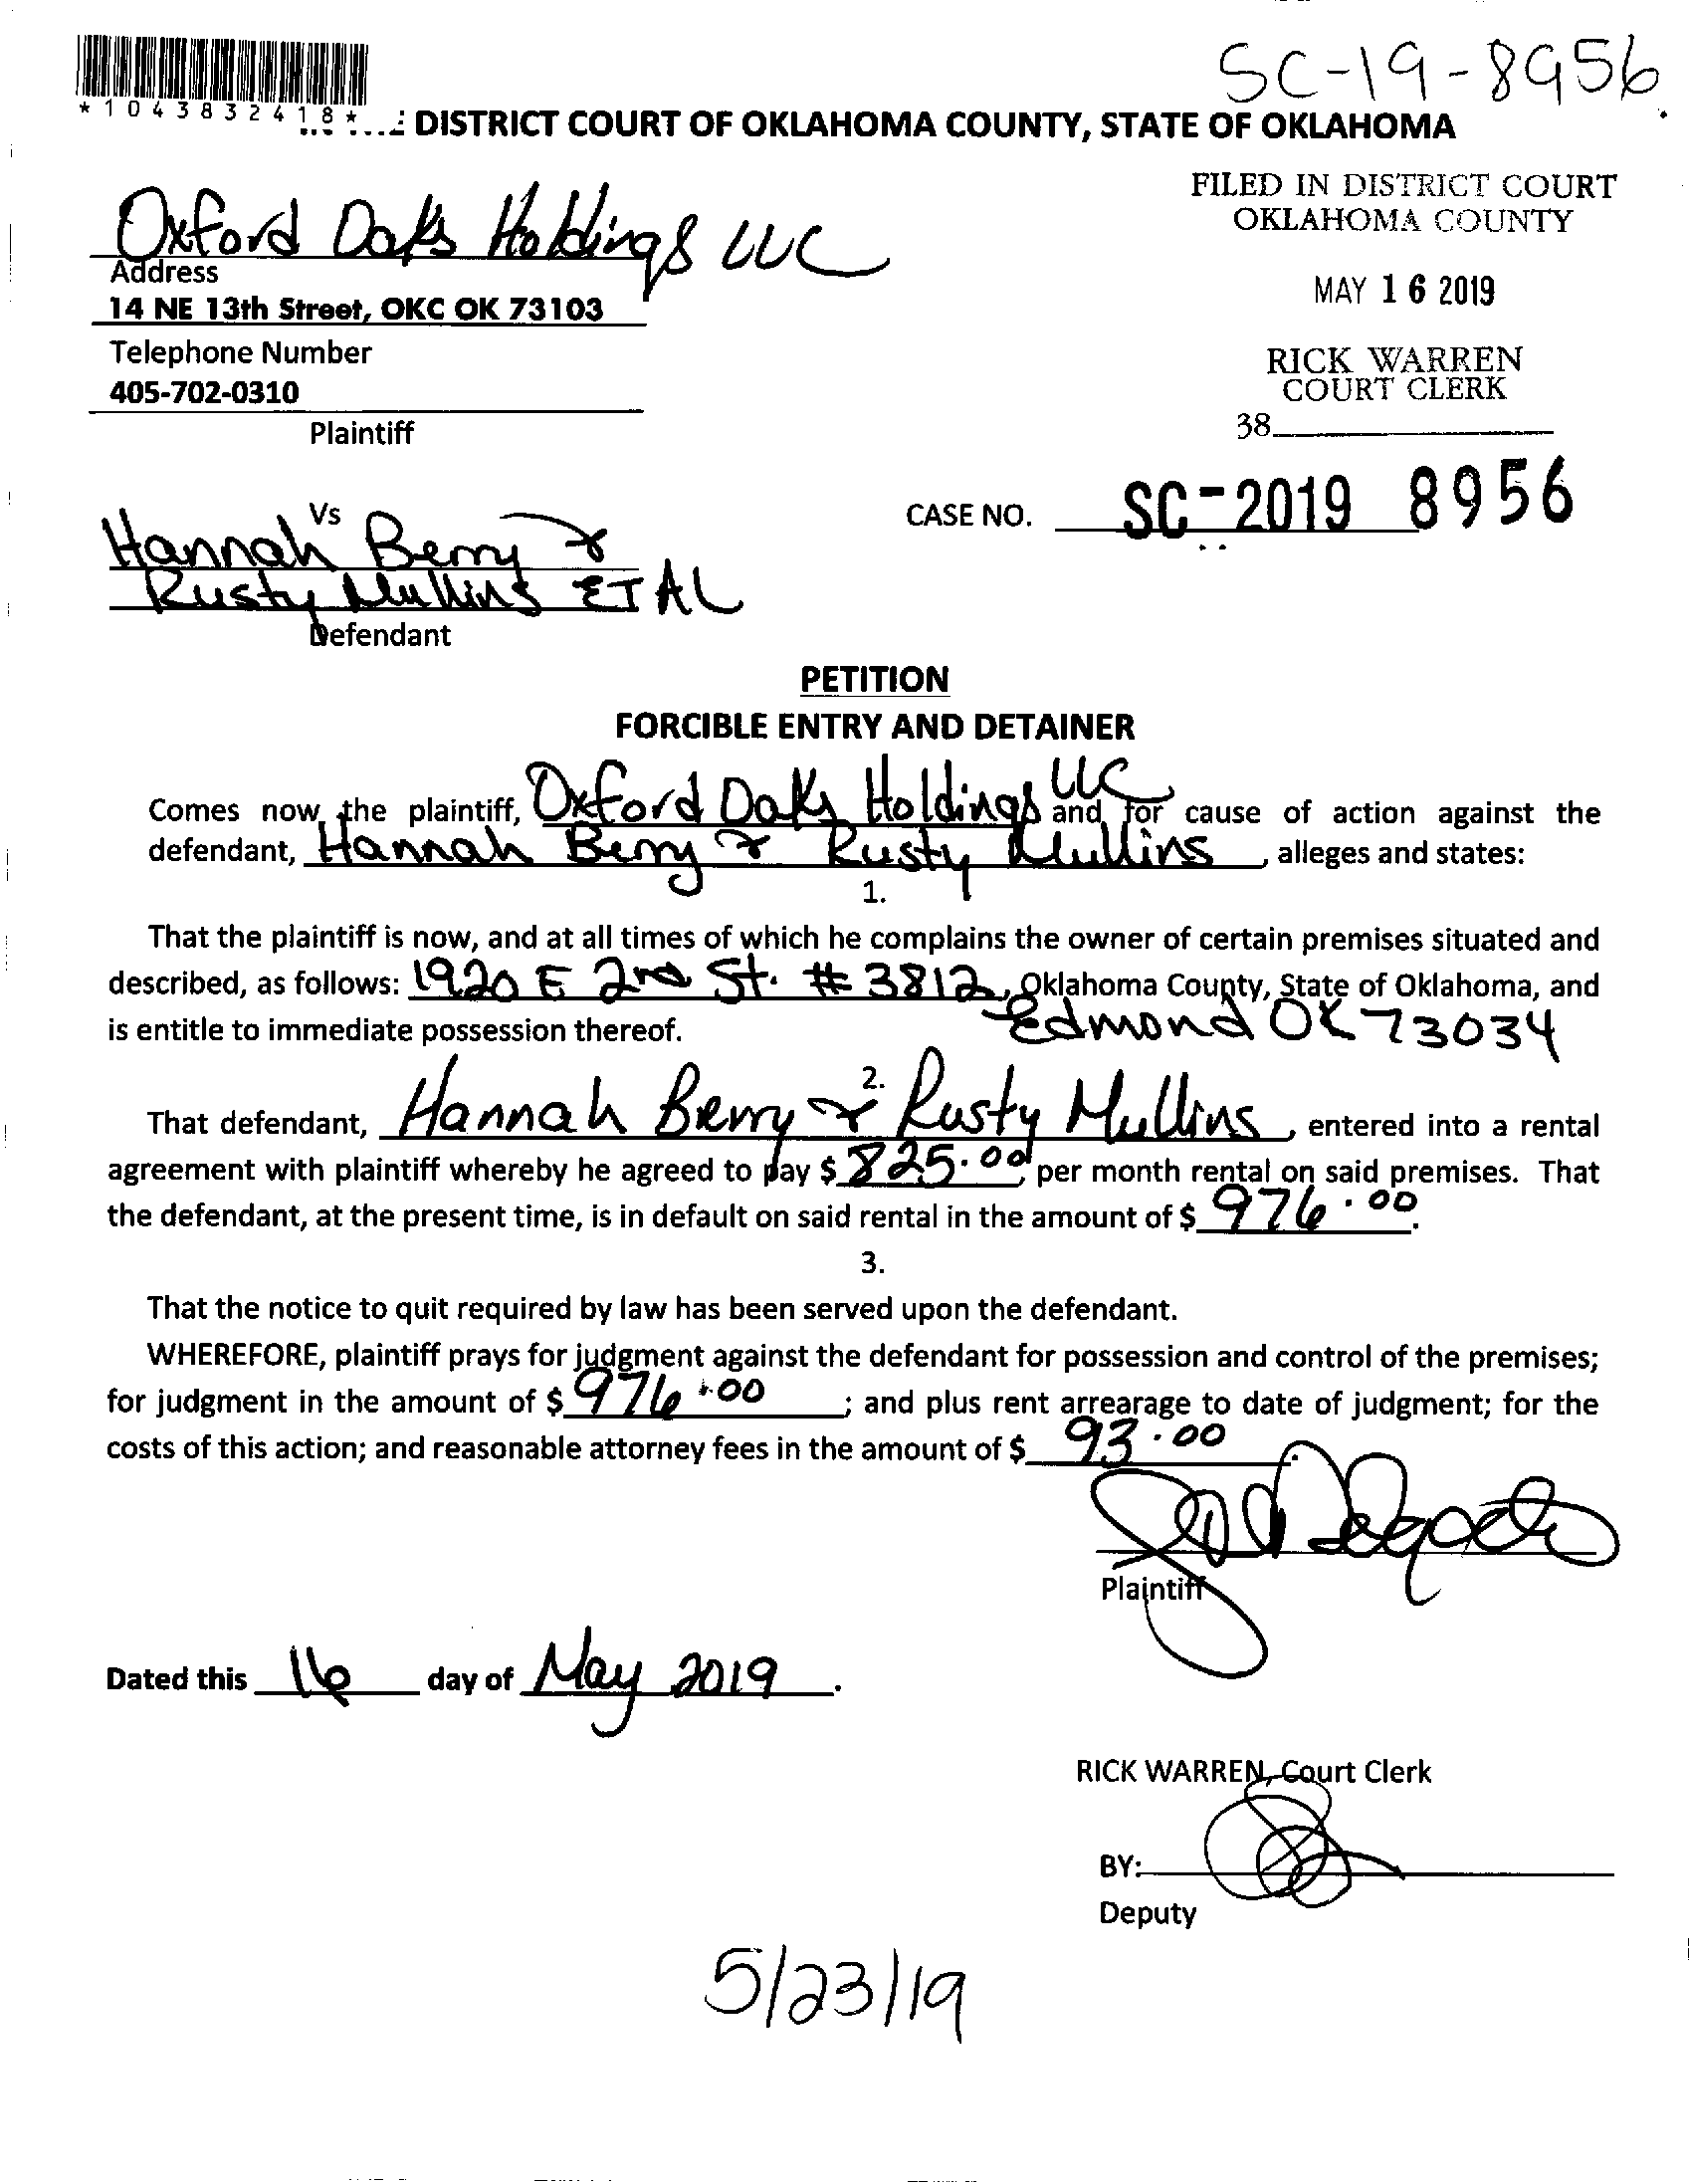 SC-19-8956
*1043832418*
DISTRICT COURT OF OKLAHOMA COUNTY, STATE OF OKLAHOMA
FILED IN DISTRICT COURT
OKLAHOMA COUNTY
Oxford Oaks Holdings LLC
Address
14 NE 13th Street, OKC OK 73103
MAY 16 2019
Telephone Number
405-702-0310
RICK WARREN
COURT CLERK
38
Plaintiff
Vs
CASE NO. SC-2019 8956
Hannah Berry &
Rusty Mullins ET AL
Defendant
PETITION
FORCIBLE ENTRY AND DETAINER
Comes now the plaintiff, Oxford Oaks Holdings LLC and for cause of action against the
defendant, Hannah Berry & Rusty Mullins, alleges and states:
1.
That the plaintiff is now, and at all times of which he complains the owner of certain premises situated and
described, as follows: 1920 E 2nd St. # 3812, Oklahoma County, State of Oklahoma, and
is entitle to immediate possession thereof. Edmond OK 73034
2.
That defendant, Hannah Berry & Rusty Mullins, entered into a rental
agreement with plaintiff whereby he agreed to pay $ 825.00 per month rental on said premises. That
the defendant, at the present time, is in default on said rental in the amount of $ 976.00.
3.
That the notice to quit required by law has been served upon the defendant.
WHEREFORE, plaintiff prays for judgment against the defendant for possession and control of the premises;
for judgment in the amount of $ 976.00; and plus rent arrearage to date of judgment; for the
costs of this action; and reasonable attorney fees in the amount of $ 93.00.
Plaintiff
Dated this 16 day of May 2019.
RICK WARREN, Court Clerk
BY:
Deputy
5/23/19